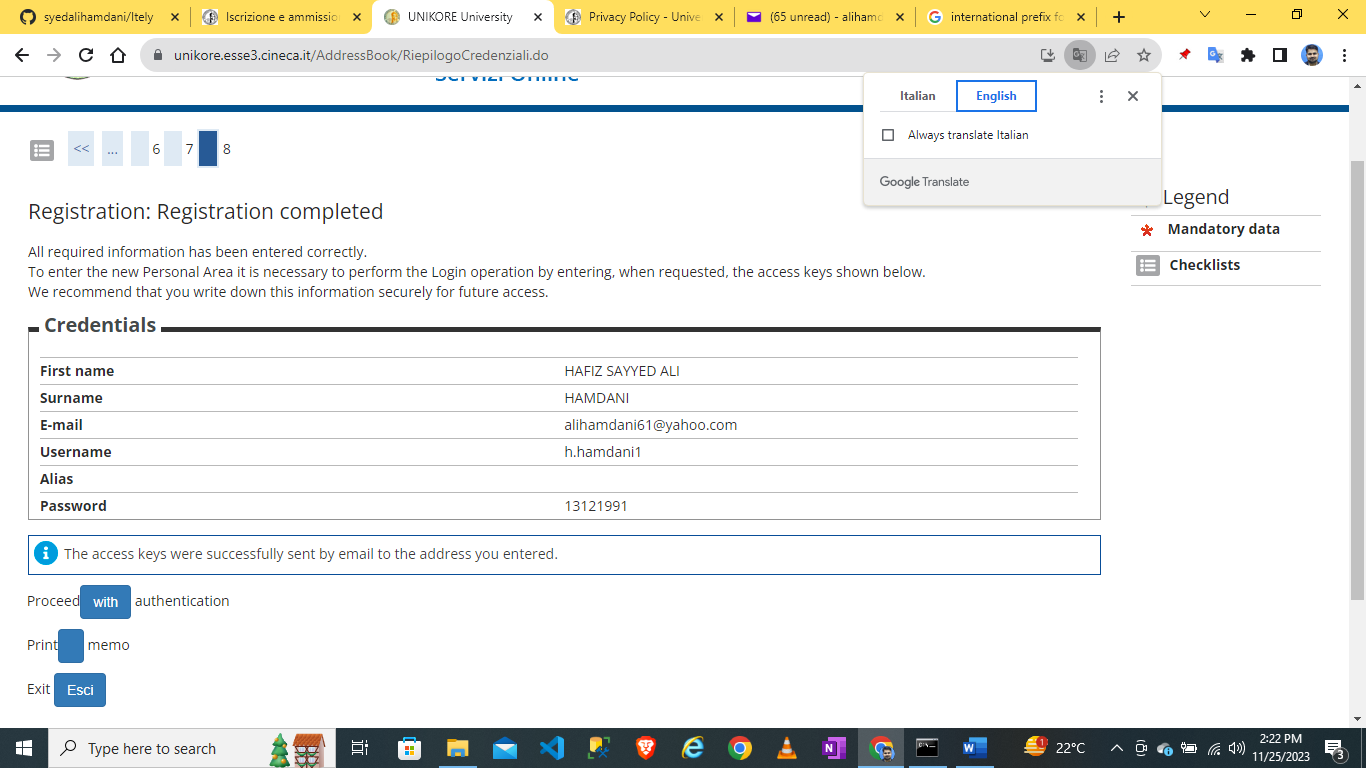 syedalihamdani/Itely
Iscrizione e ammissio
UNIKORE University
Privacy Policy - Unive
(65 unread) - alihamd
international prefix fo
unikore.esse3.cineca.it/AddressBook/RiepilogoCredenziali.do
Servizi Online
Italian
English
Always translate Italian
Google Translate
<< ... 6 7 8
Legend
Mandatory data
Checklists
Registration: Registration completed
All required information has been entered correctly.
To enter the new Personal Area it is necessary to perform the Login operation by entering, when requested, the access keys shown below.
We recommend that you write down this information securely for future access.
Credentials
First name HAFIZ SAYYED ALI
Surname HAMDANI
E-mail alihamdani61@yahoo.com
Username h.hamdani1
Alias
Password 13121991
The access keys were successfully sent by email to the address you entered.
Proceed with authentication
Print memo
Exit Esci
Type here to search
1
22°C
2:22 PM
11/25/2023
3